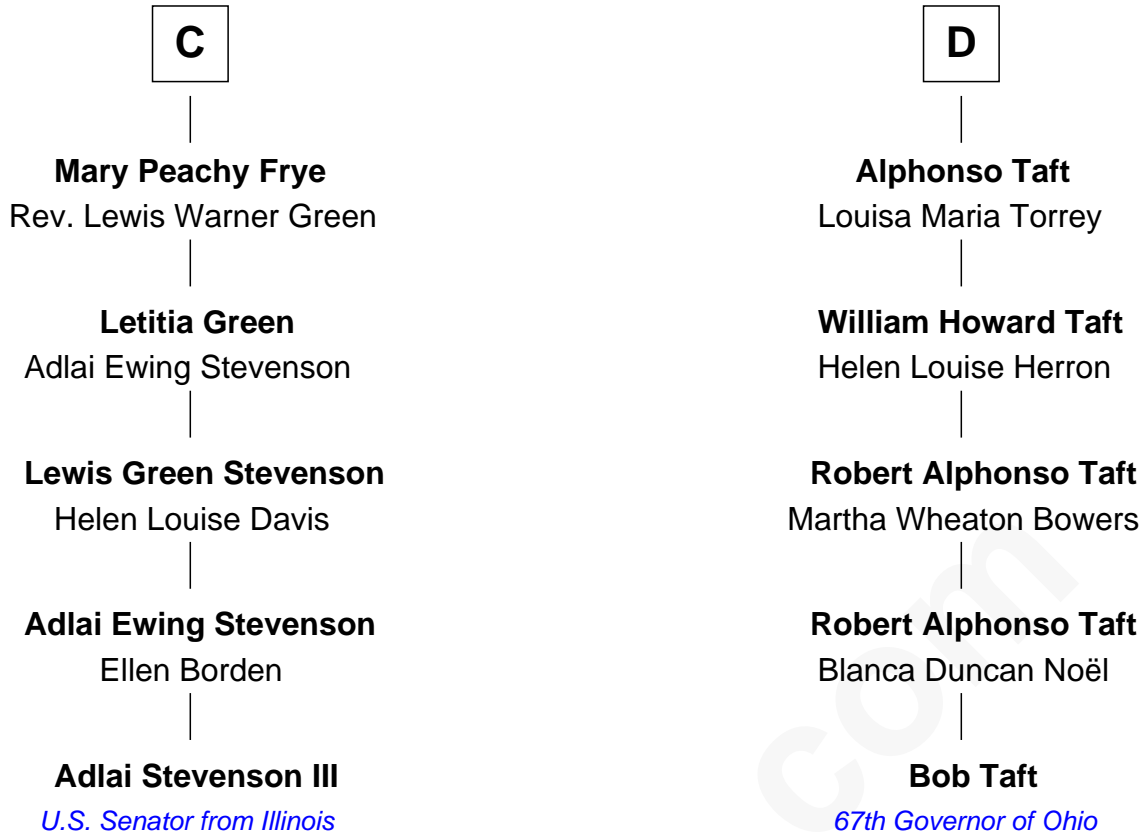 C
Mary Peachy Frye
Rev. Lewis Warner Green
Letitia Green
Adlai Ewing Stevenson
Lewis Green Stevenson
Helen Louise Davis
Adlai Ewing Stevenson
Ellen Borden
Adlai Stevenson III
U.S. Senator from Illinois
D
Alphonso Taft
Louisa Maria Torrey
William Howard Taft
Helen Louise Herron
Robert Alphonso Taft
Martha Wheaton Bowers
Robert Alphonso Taft
Blanca Duncan Noël
Bob Taft
67th Governor of Ohio
com